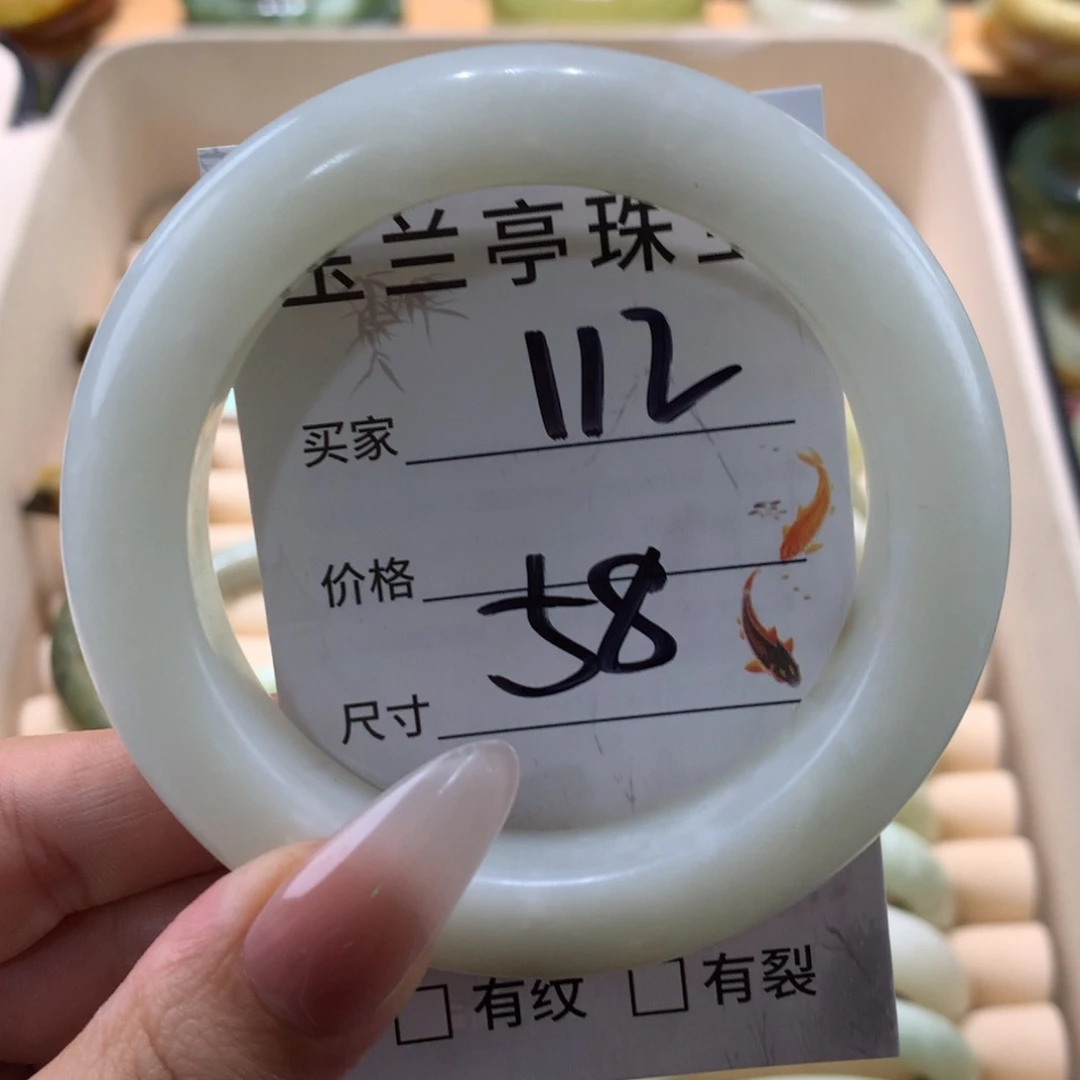 玉兰亭珠
买家 112
价格
58
尺寸
有纹 有裂